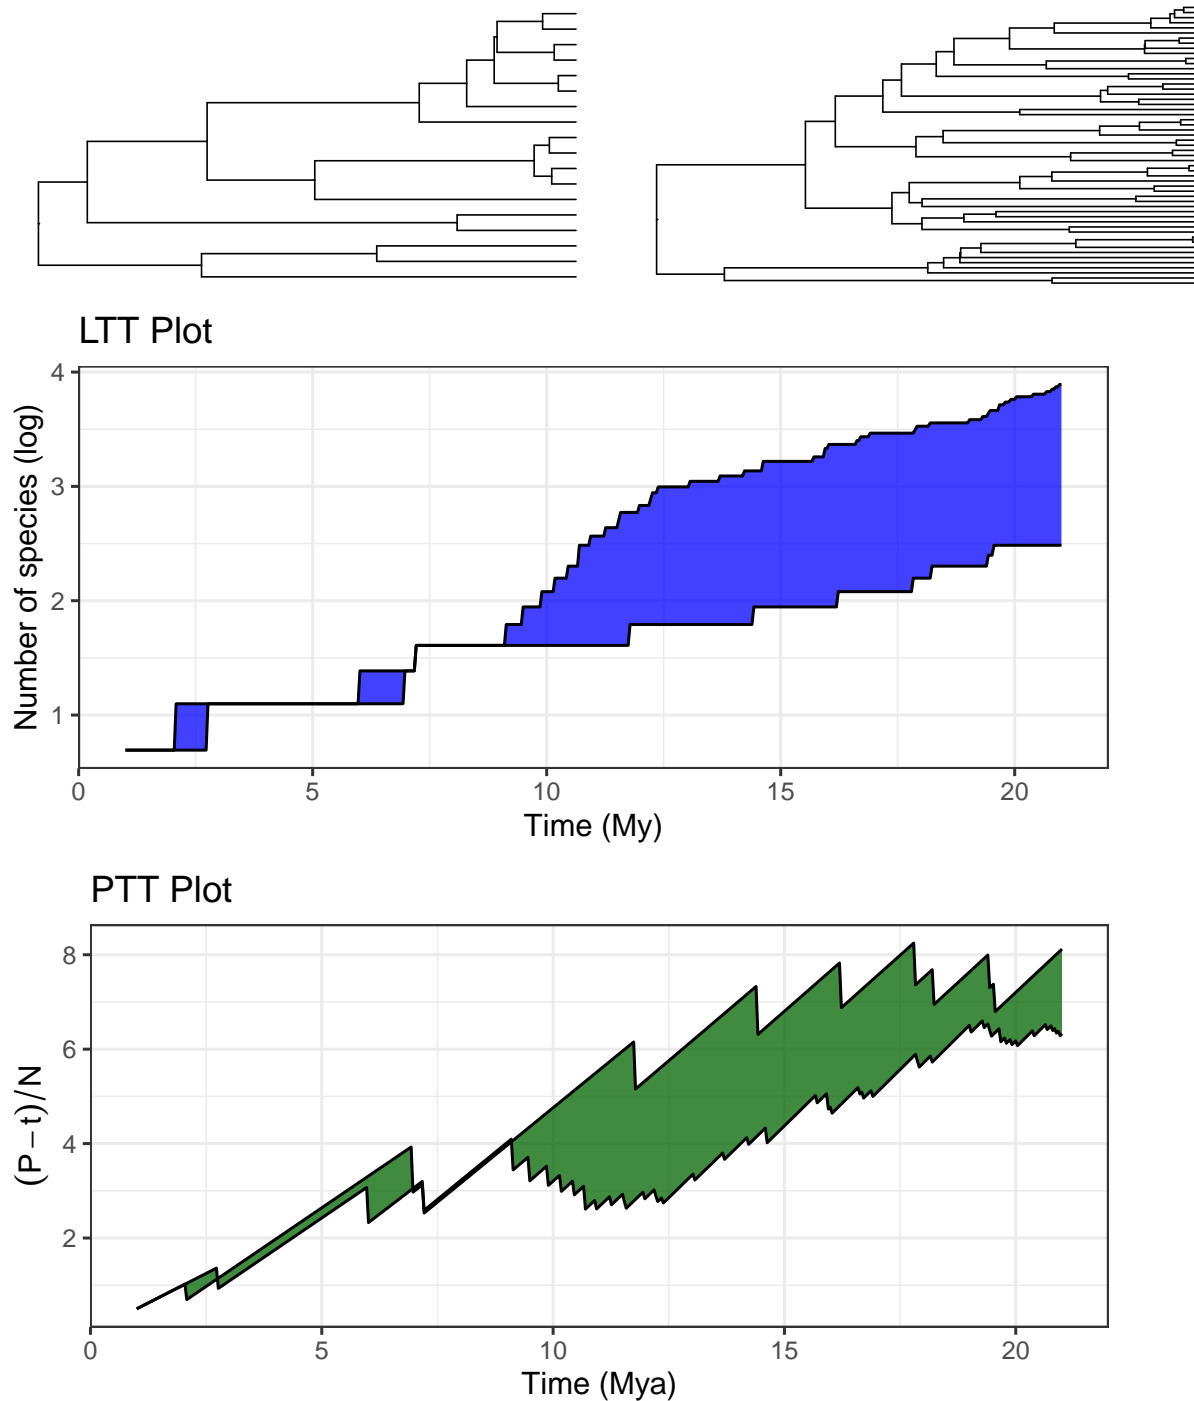 LTT Plot
Number of species (log)
4
3
2
1
0 5 10 15 20
Time (My)
PTT Plot
(P − t)/N
8
6
4
2
0 5 10 15 20
Time (Mya)